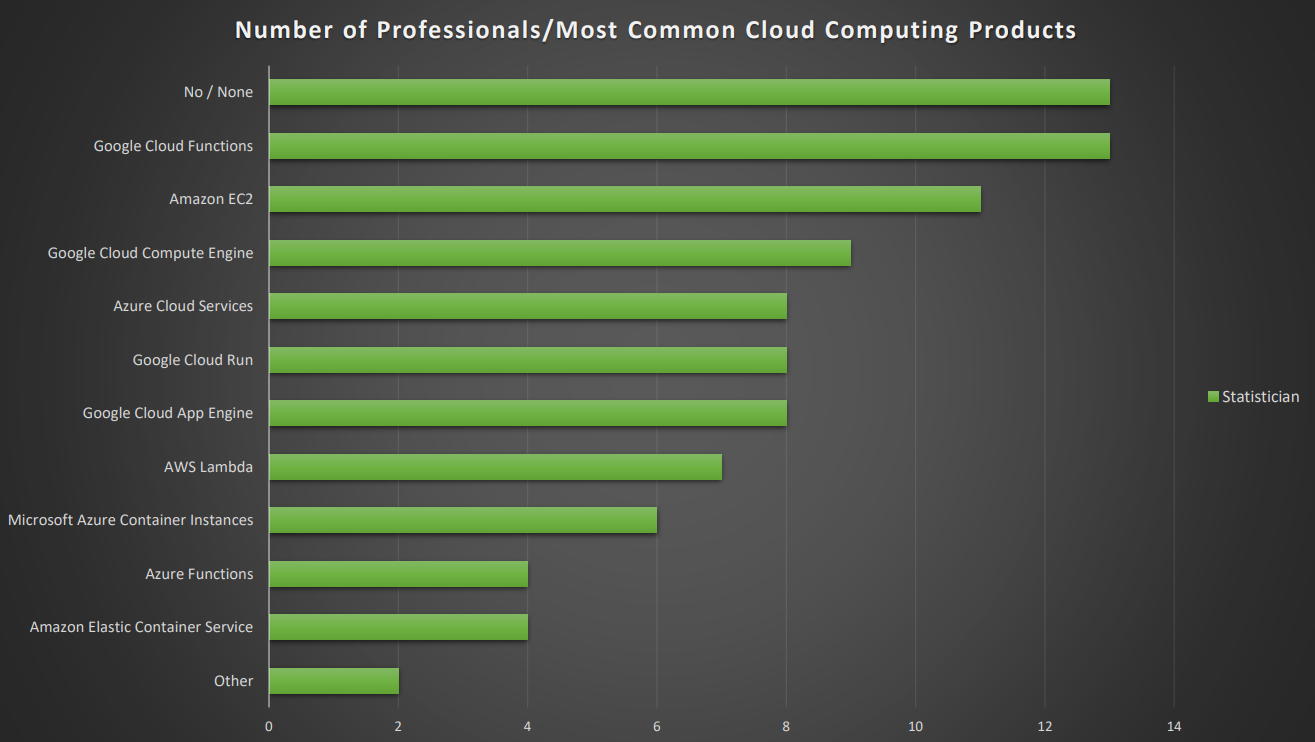 Number of Professionals/Most Common Cloud Computing Products
No / None
Google Cloud Functions
Amazon EC2
Google Cloud Compute Engine
Azure Cloud Services
Google Cloud Run
Google Cloud App Engine
AWS Lambda
Microsoft Azure Container Instances
Azure Functions
Amazon Elastic Container Service
Other
0 2 4 6 8 10 12 14
Statistician